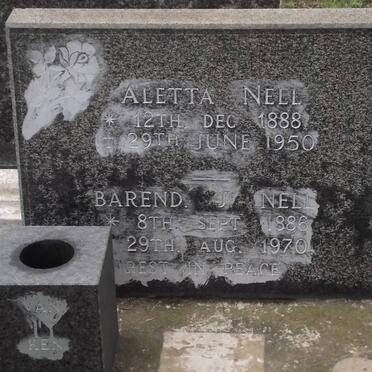 ALETTA NELL
* 12TH. DEC. 1888.
† 29TH. JUNE 1950
BAREND. J. NELL
* 8TH. SEPT. 1886
29TH. AUG. 1970
REST IN PEACE